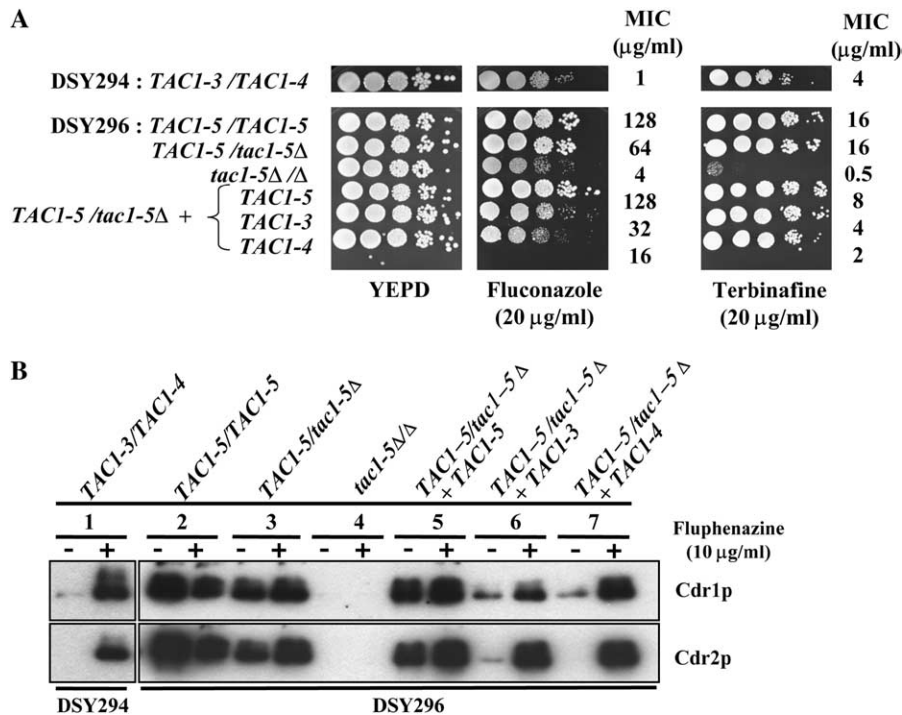 A
MIC
(µg/ml)
MIC
(µg/ml)
DSY294 : TAC1-3 /TAC1-4
1
4
DSY296 : TAC1-5 /TAC1-5
128
16
TAC1-5 /tac1-5Δ
64
16
tac1-5Δ /Δ
4
0.5
TAC1-5 /tac1-5Δ +
TAC1-5
128
8
TAC1-3
32
4
TAC1-4
16
2
YEPD
Fluconazole
(20 µg/ml)
Terbinafine
(20 µg/ml)
B
TAC1-3/TAC1-4
TAC1-5/TAC1-5
TAC1-5/tac1-5Δ
tac1-5Δ/Δ
TAC1-5/tac1-5Δ
+ TAC1-5
TAC1-5/tac1-5Δ
+ TAC1-3
TAC1-5/tac1-5Δ
+ TAC1-4
1 2 3 4 5 6 7
Fluphenazine
(10 µg/ml)
- + - + - + - + - + - + - +
Cdr1p
Cdr2p
DSY294
DSY296